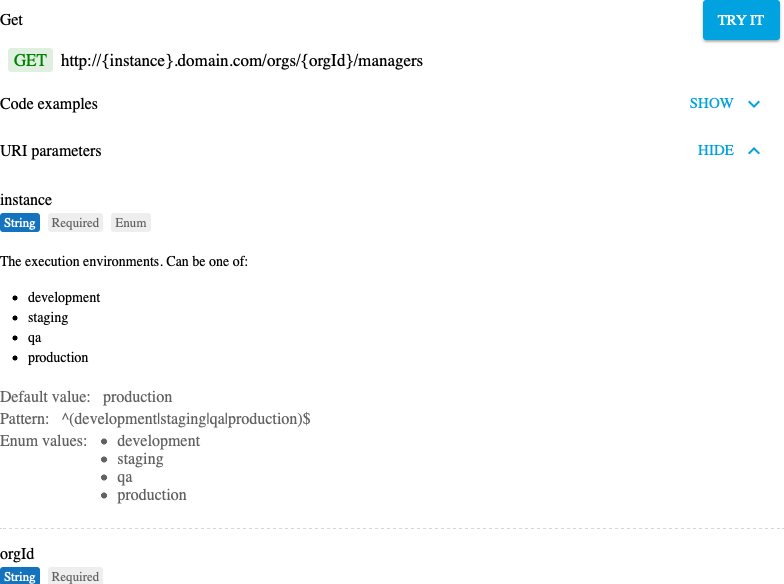 Get
TRY IT
GET http://{instance}.domain.com/orgs/{orgId}/managers
Code examples
SHOW
URI parameters
HIDE
instance
String Required Enum
The execution environments. Can be one of:
development
staging
qa
production
Default value: production
Pattern: ^(development|staging|qa|production)$
Enum values:
development
staging
qa
production
orgId
String Required